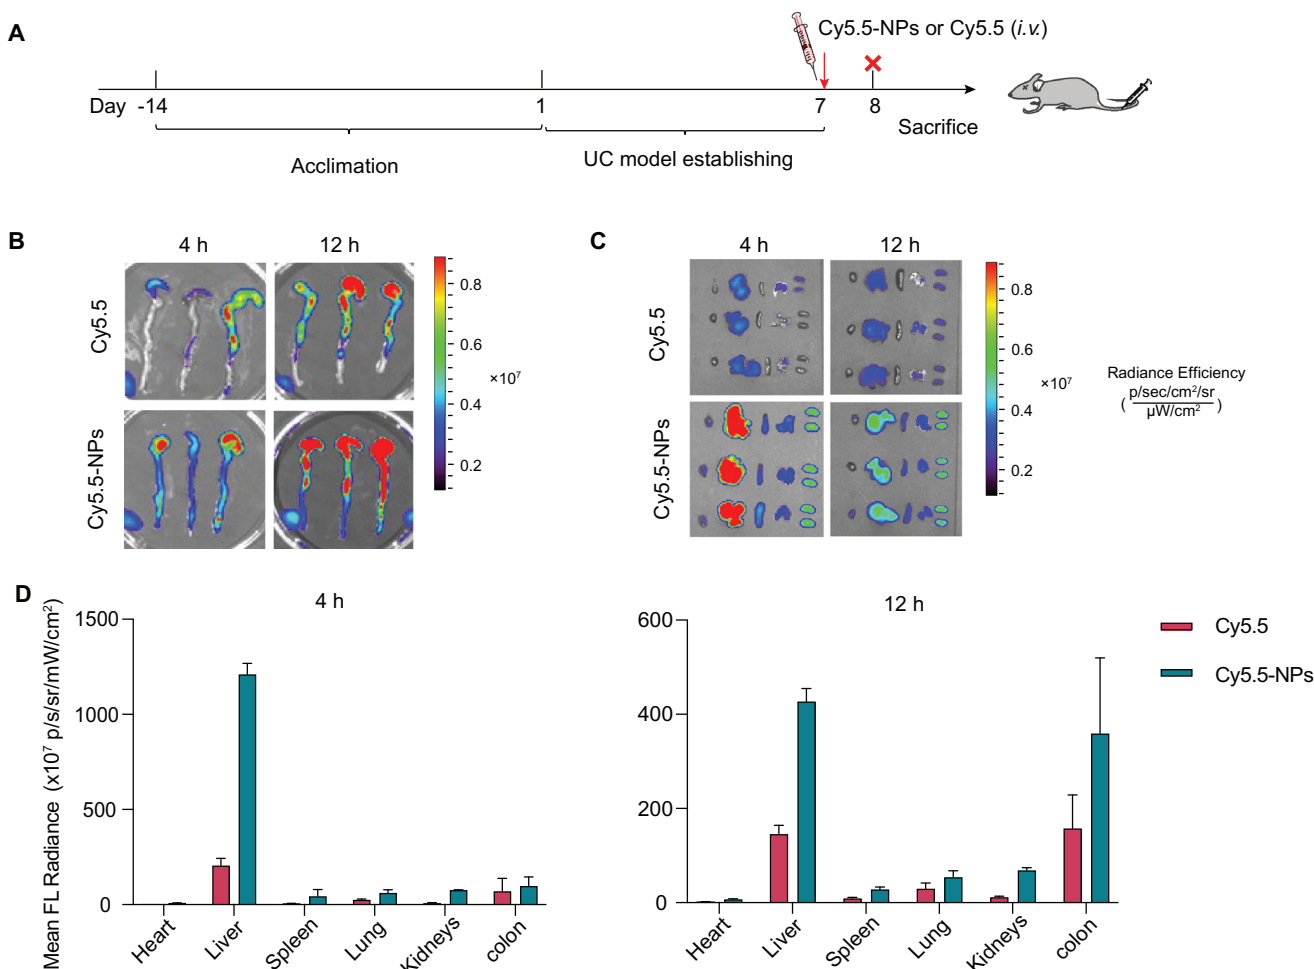 A
Cy5.5-NPs or Cy5.5 (i.v.)
Day -14 1 7 8
Sacrifice
Acclimation
UC model establishing
B
4 h 12 h
Cy5.5
Cy5.5-NPs
0.8
0.6
×10⁷
0.4
0.2
C
4 h 12 h
Cy5.5
Cy5.5-NPs
0.8
0.6
×10⁷
0.4
0.2
Radiance Efficiency
( p/sec/cm²/sr
µW/cm² )
D
Mean FL Radiance (x10⁷ p/s/sr/mW/cm²)
4 h
1500
1000
500
0
Heart Liver Spleen Lung Kidneys colon
12 h
600
400
200
0
Heart Liver Spleen Lung Kidneys colon
Cy5.5
Cy5.5-NPs